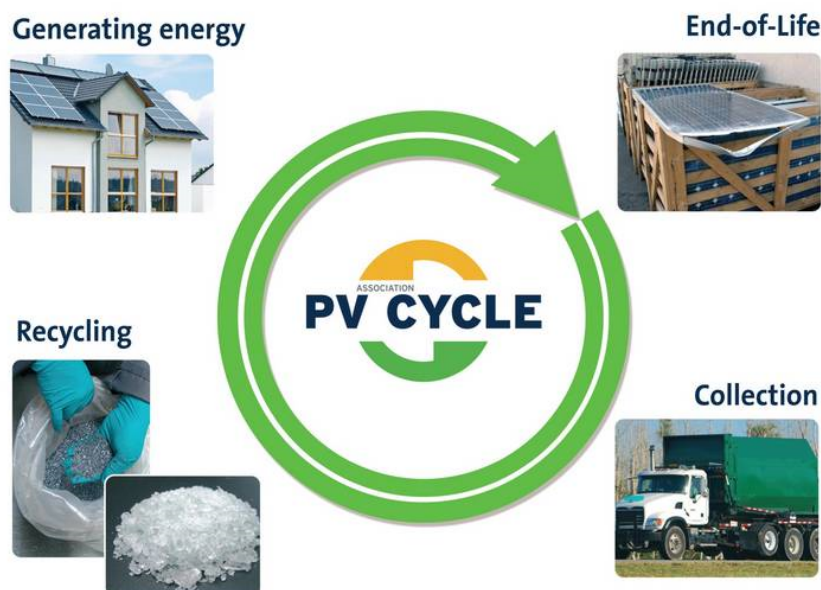 Generating energy
End-of-Life
ASSOCIATION
PV CYCLE
Recycling
Collection